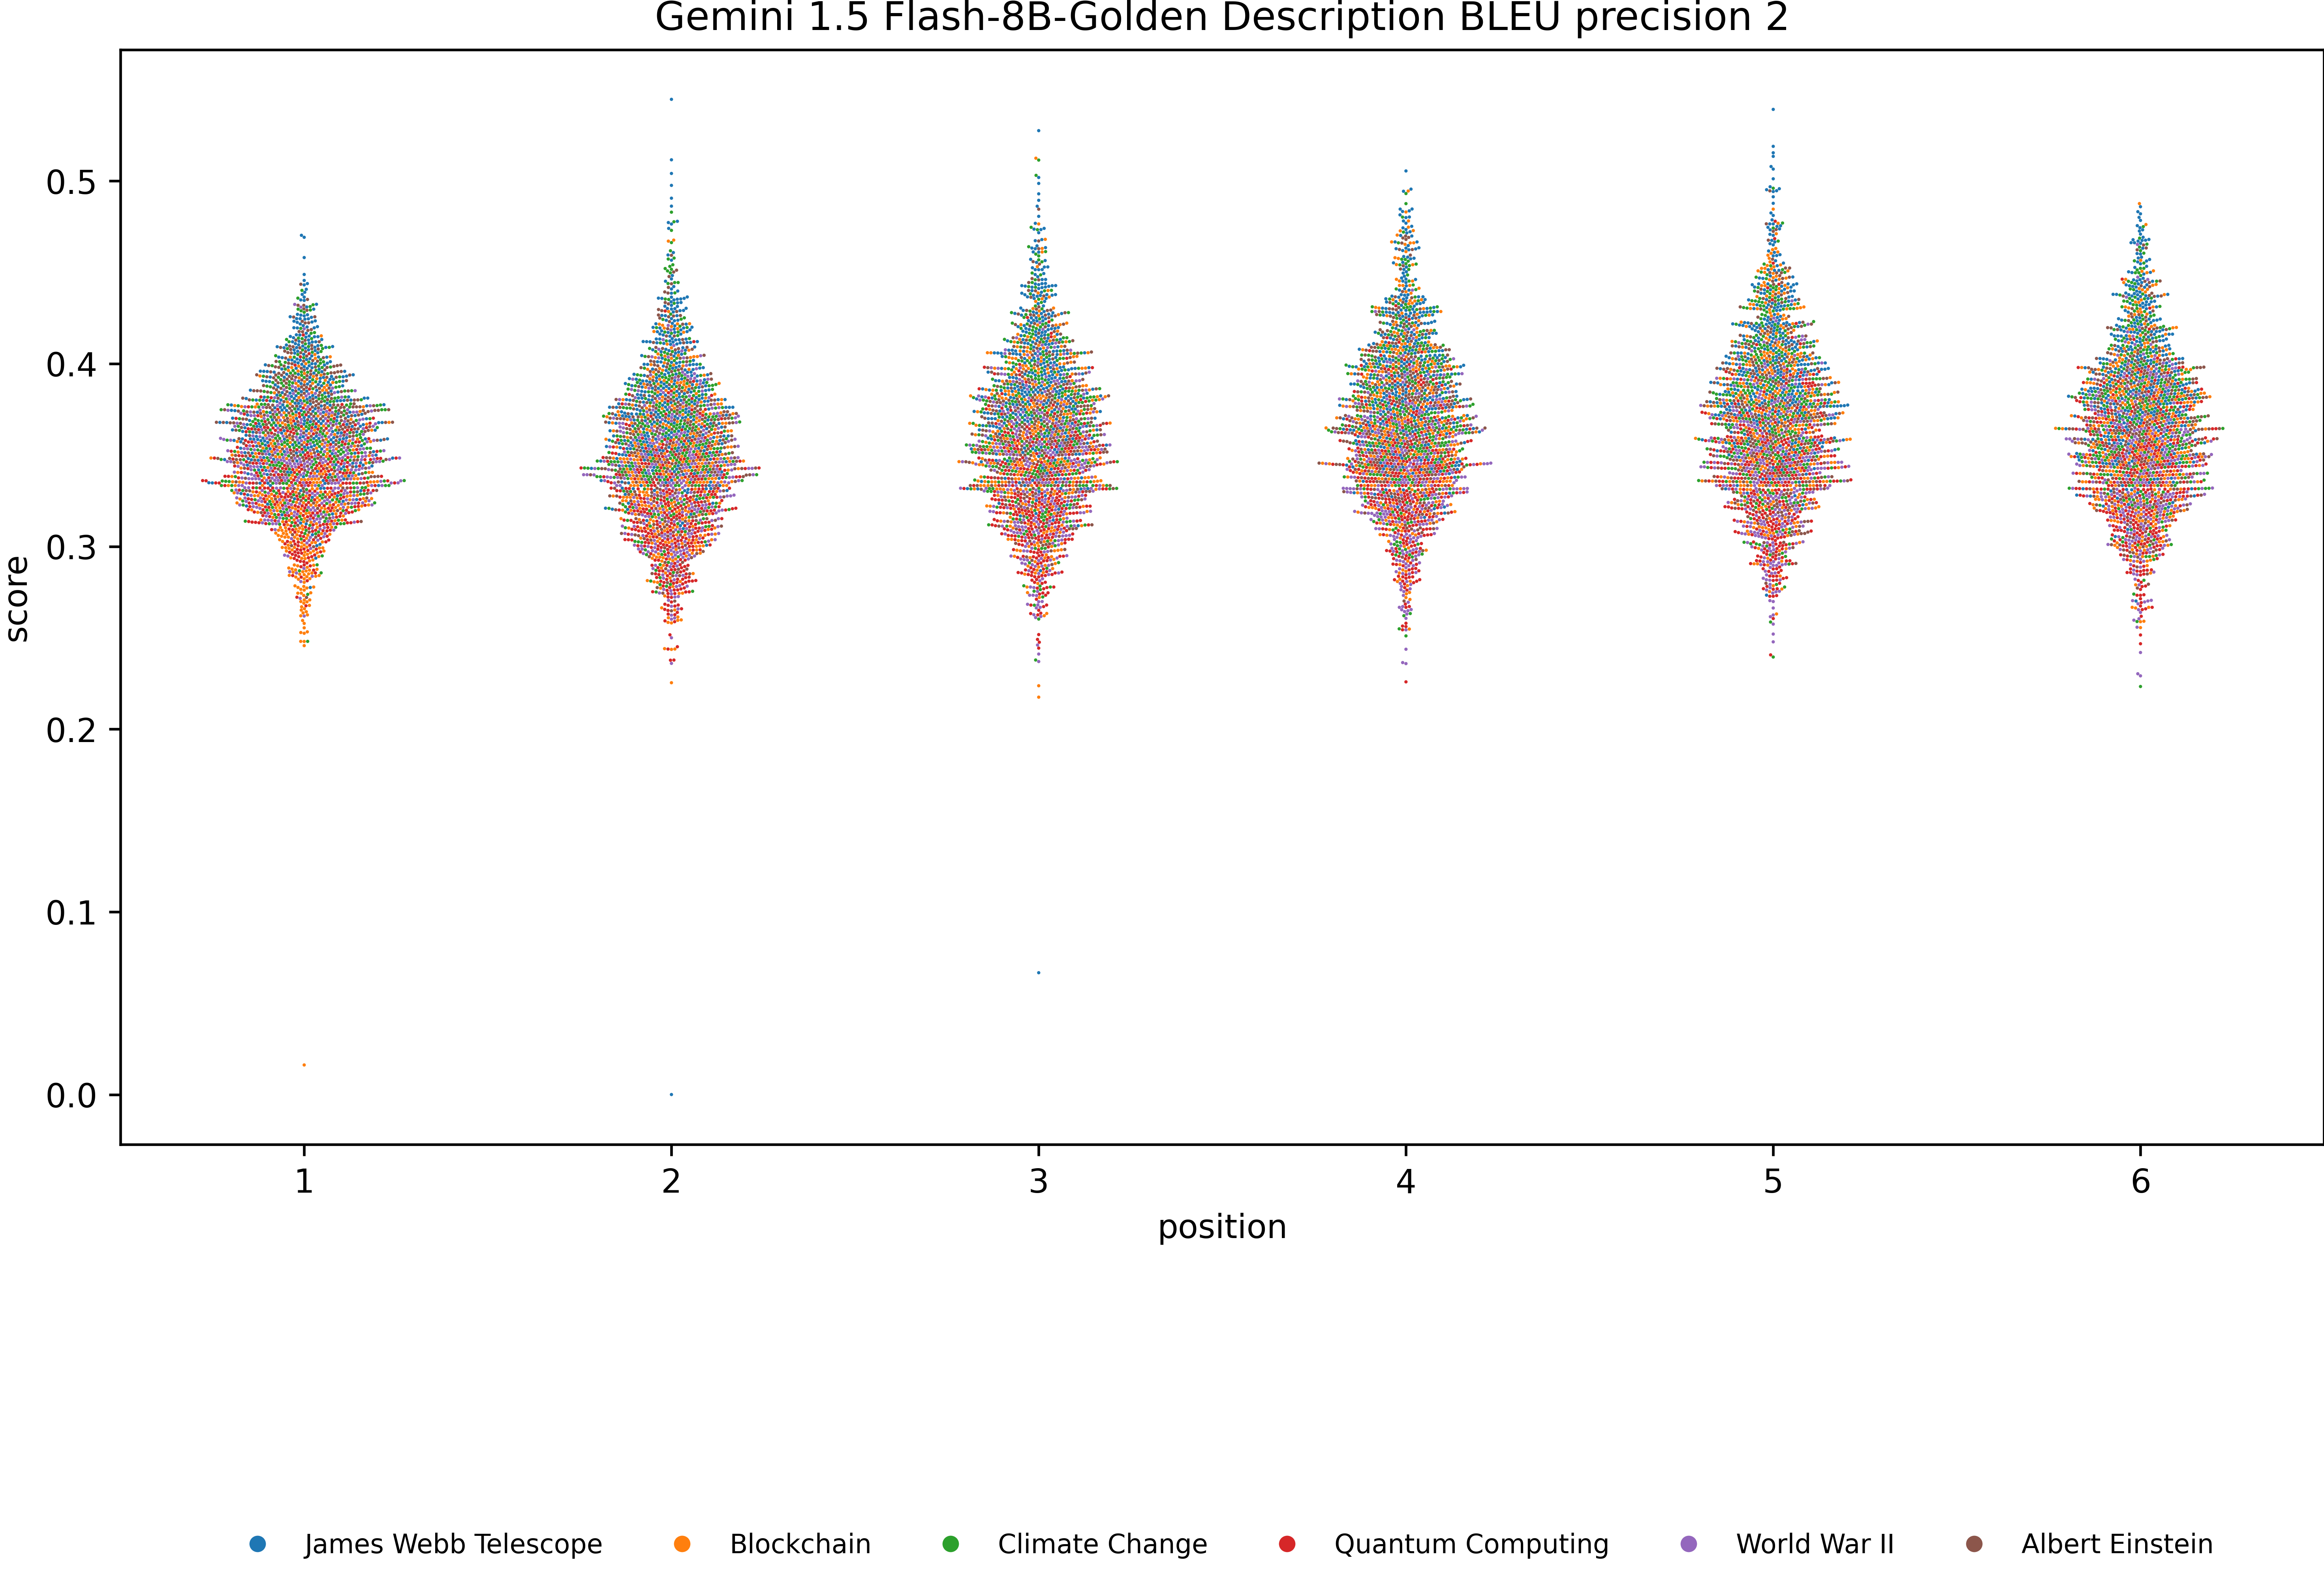 Gemini 1.5 Flash-8B-Golden Description BLEU precision 2
score
0.5
0.4
0.3
0.2
0.1
0.0
1 2 3 4 5 6
position
James Webb Telescope Blockchain Climate Change Quantum Computing World War II Albert Einstein